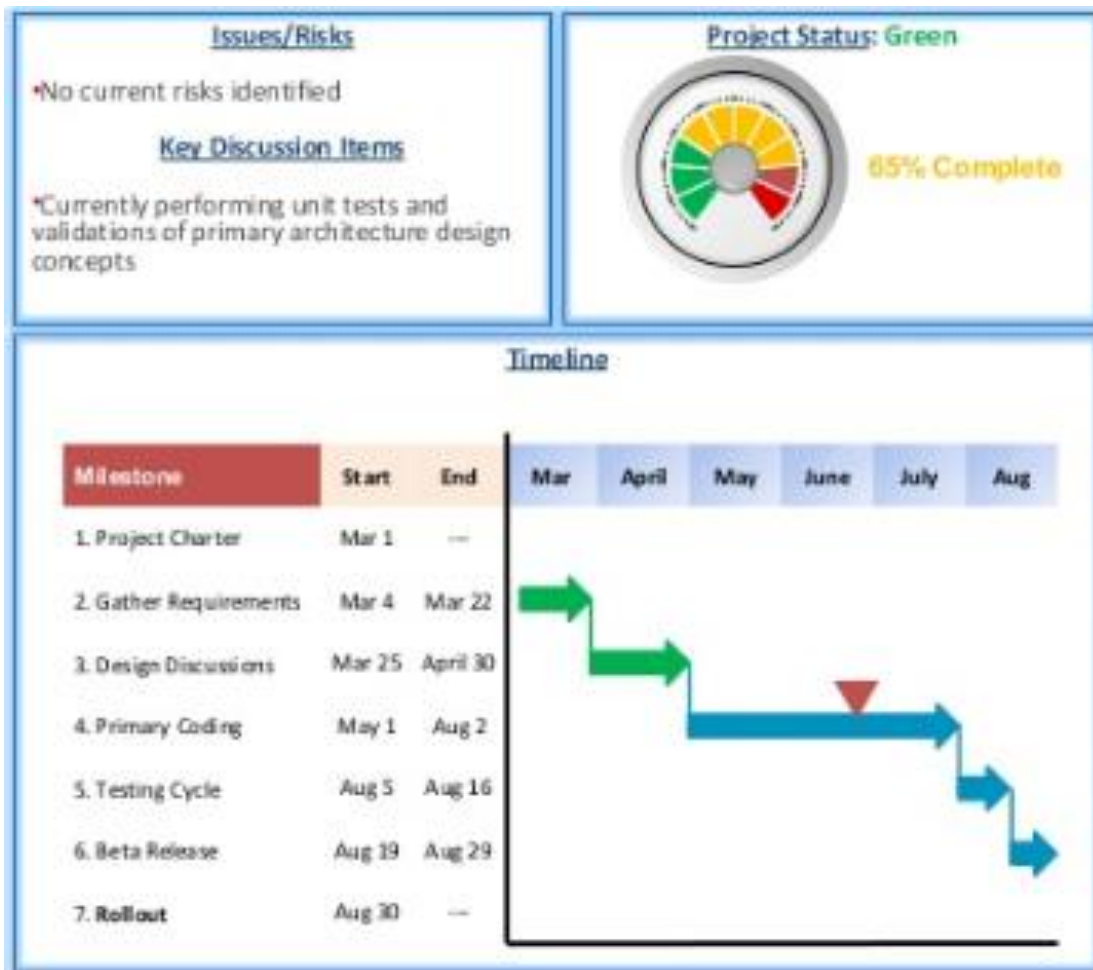 Issues/Risks
•No current risks identified
Key Discussion Items
•Currently performing unit tests and
validations of primary architecture design
concepts
Project Status: Green
65% Complete
Timeline
Milestone Start End Mar April May June July Aug
1. Project Charter Mar 1 ---
2. Gather Requirements Mar 4 Mar 22
3. Design Discussions Mar 25 April 30
4. Primary Coding May 1 Aug 2
5. Testing Cycle Aug 5 Aug 16
6. Beta Release Aug 19 Aug 29
7. Rollout Aug 30 ---